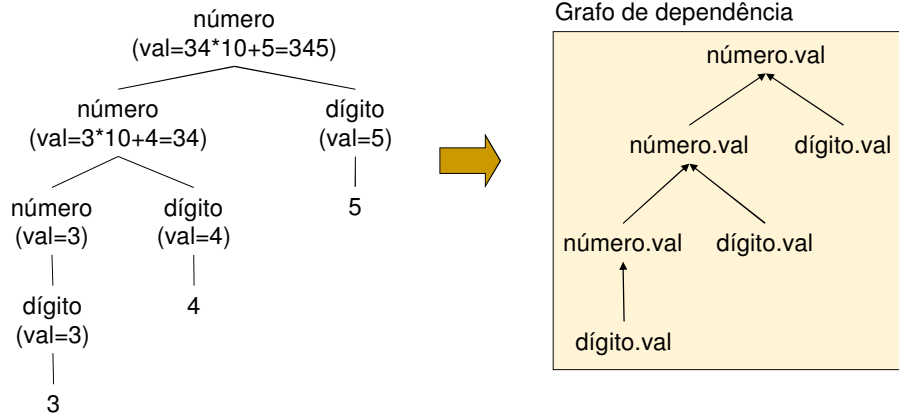 número
(val=34*10+5=345)
número
(val=3*10+4=34)
dígito
(val=5)
número
(val=3)
dígito
(val=4)
5
dígito
(val=3)
4
3
Grafo de dependência
número.val
número.val
dígito.val
número.val
dígito.val
dígito.val